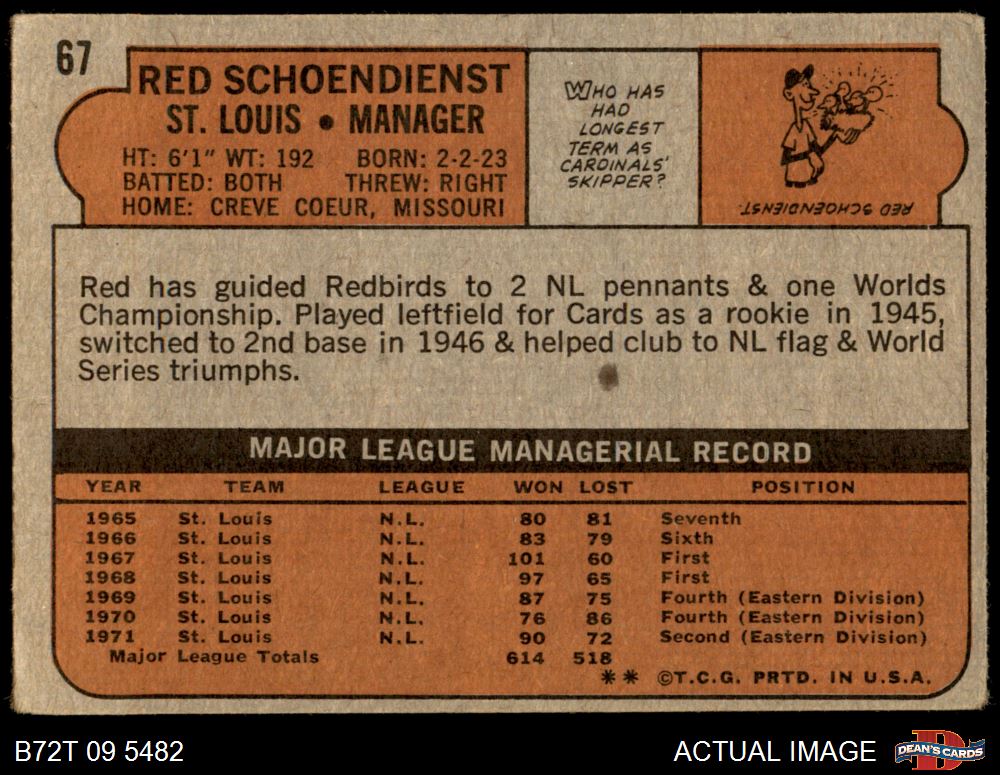 67
RED SCHOENDIENST
ST. LOUIS • MANAGER
HT: 6'1" WT: 192 BORN: 2-2-23
BATTED: BOTH THREW: RIGHT
HOME: CREVE COEUR, MISSOURI
WHO HAS
HAD
LONGEST
TERM AS
CARDINALS'
SKIPPER?
RED SCHOENDIENST
Red has guided Redbirds to 2 NL pennants & one Worlds
Championship. Played leftfield for Cards as a rookie in 1945,
switched to 2nd base in 1946 & helped club to NL flag & World
Series triumphs.
MAJOR LEAGUE MANAGERIAL RECORD
YEAR TEAM LEAGUE WON LOST POSITION
1965 St. Louis N.L. 80 81 Seventh
1966 St. Louis N.L. 83 79 Sixth
1967 St. Louis N.L. 101 60 First
1968 St. Louis N.L. 97 65 First
1969 St. Louis N.L. 87 75 Fourth (Eastern Division)
1970 St. Louis N.L. 76 86 Fourth (Eastern Division)
1971 St. Louis N.L. 90 72 Second (Eastern Division)
Major League Totals 614 518
** ©T.C.G. PRTD. IN U.S.A.
B72T 09 5482 ACTUAL IMAGE DEAN'S CARDS